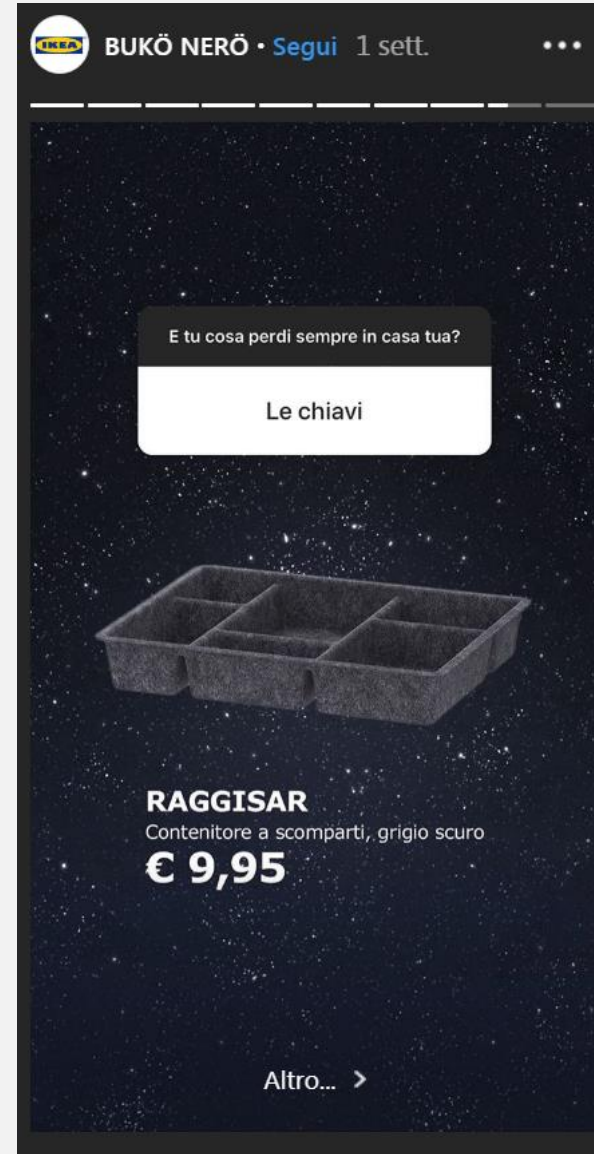 IKEA
BUKÖ NERÖ • Segui 1 sett.
E tu cosa perdi sempre in casa tua?
Le chiavi
RAGGISAR
Contenitore a scomparti, grigio scuro
€ 9,95
Altro...